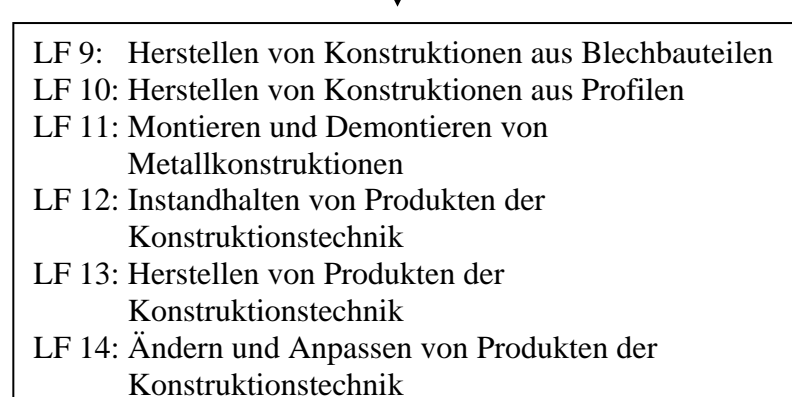 LF 9: Herstellen von Konstruktionen aus Blechbauteilen
LF 10: Herstellen von Konstruktionen aus Profilen
LF 11: Montieren und Demontieren von
Metallkonstruktionen
LF 12: Instandhalten von Produkten der
Konstruktionstechnik
LF 13: Herstellen von Produkten der
Konstruktionstechnik
LF 14: Ändern und Anpassen von Produkten der
Konstruktionstechnik